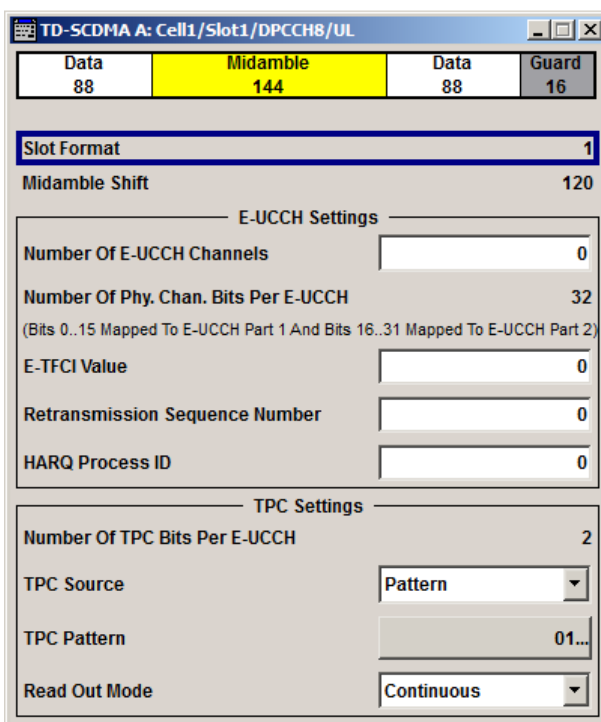 TD-SCDMA A: Cell1/Slot1/DPCCH8/UL
Data Midamble Data Guard
88 144 88 16
Slot Format 1
Midamble Shift 120
E-UCCH Settings
Number Of E-UCCH Channels 0
Number Of Phy. Chan. Bits Per E-UCCH 32
(Bits 0..15 Mapped To E-UCCH Part 1 And Bits 16..31 Mapped To E-UCCH Part 2)
E-TFCI Value 0
Retransmission Sequence Number 0
HARQ Process ID 0
TPC Settings
Number Of TPC Bits Per E-UCCH 2
TPC Source Pattern
TPC Pattern 01...
Read Out Mode Continuous